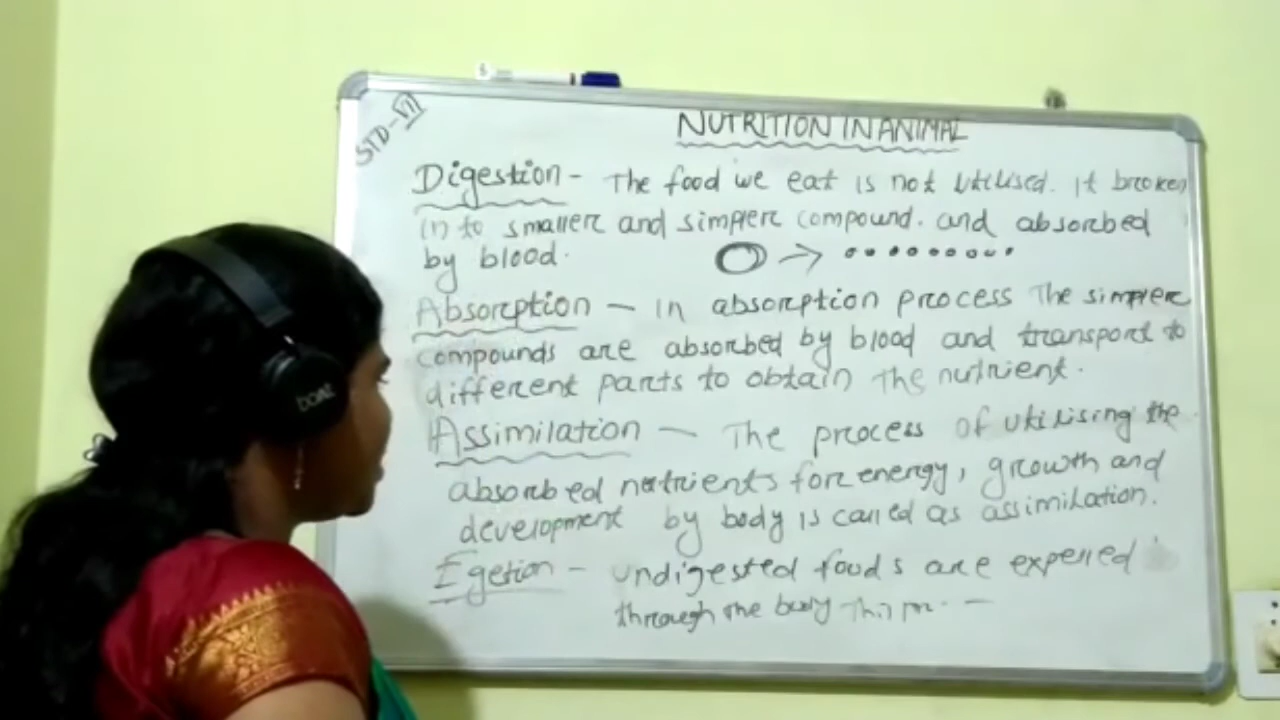 STD-VII
NUTRITION IN ANIMAL
Digestion - The food we eat is not utilised. it broken
in to smaller and simpler compound. and absorbed
by blood.
Absorption - In absorption process The simpler
compounds are absorbed by blood and transport to
different parts to obtain The nutrient.
Assimilation - The process of utilising the
absorbed nutrients for energy, growth and
development by body is called as assimilation.
Egetion - undigested foods are expelled
through the body This pr. -
boAt